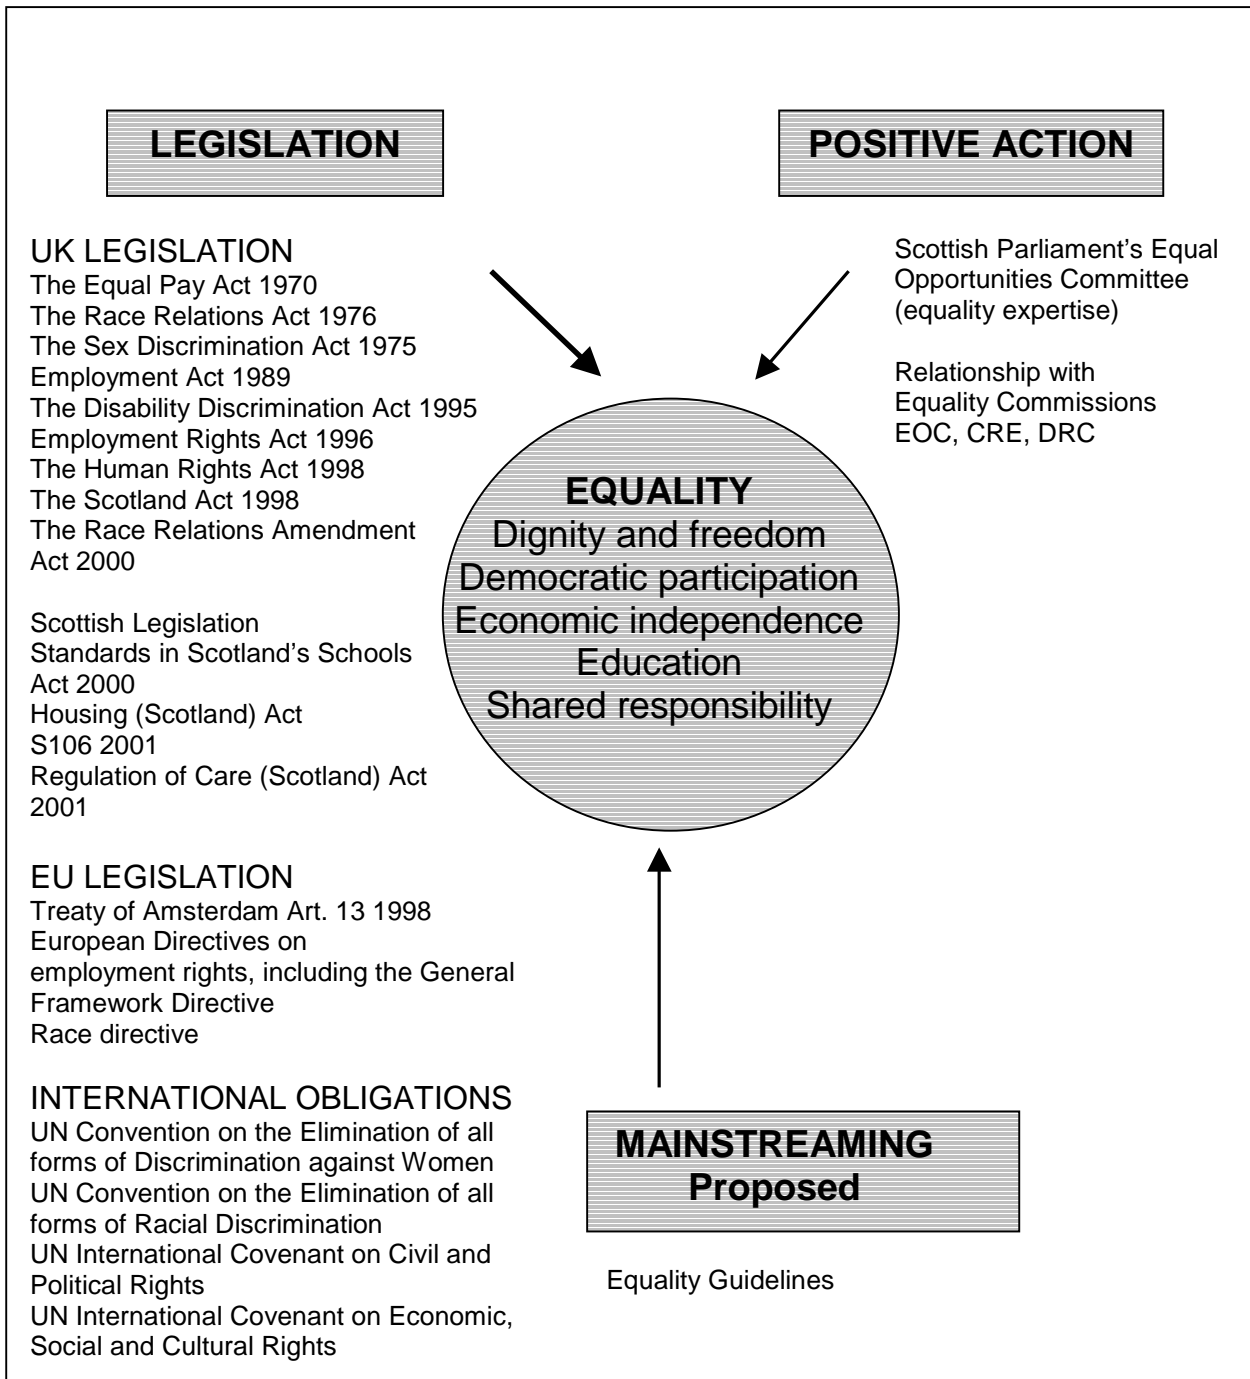 LEGISLATION
POSITIVE ACTION
UK LEGISLATION
The Equal Pay Act 1970
The Race Relations Act 1976
The Sex Discrimination Act 1975
Employment Act 1989
The Disability Discrimination Act 1995
Employment Rights Act 1996
The Human Rights Act 1998
The Scotland Act 1998
The Race Relations Amendment
Act 2000
Scottish Legislation
Standards in Scotland’s Schools
Act 2000
Housing (Scotland) Act
S106 2001
Regulation of Care (Scotland) Act
2001
EU LEGISLATION
Treaty of Amsterdam Art. 13 1998
European Directives on
employment rights, including the General
Framework Directive
Race directive
INTERNATIONAL OBLIGATIONS
UN Convention on the Elimination of all
forms of Discrimination against Women
UN Convention on the Elimination of all
forms of Racial Discrimination
UN International Covenant on Civil and
Political Rights
UN International Covenant on Economic,
Social and Cultural Rights
Scottish Parliament’s Equal
Opportunities Committee
(equality expertise)
Relationship with
Equality Commissions
EOC, CRE, DRC
EQUALITY
Dignity and freedom
Democratic participation
Economic independence
Education
Shared responsibility
MAINSTREAMING
Proposed
Equality Guidelines